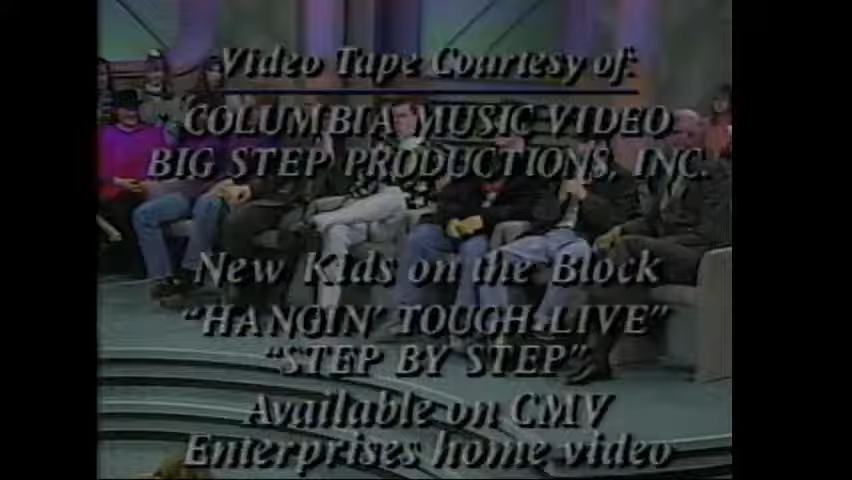 Video Tape Courtesy of:
COLUMBIA MUSIC VIDEO
BIG STEP PRODUCTIONS, INC.
New Kids on the Block
"HANGIN' TOUGH LIVE"
"STEP BY STEP"
Available on CMV
Enterprises home video